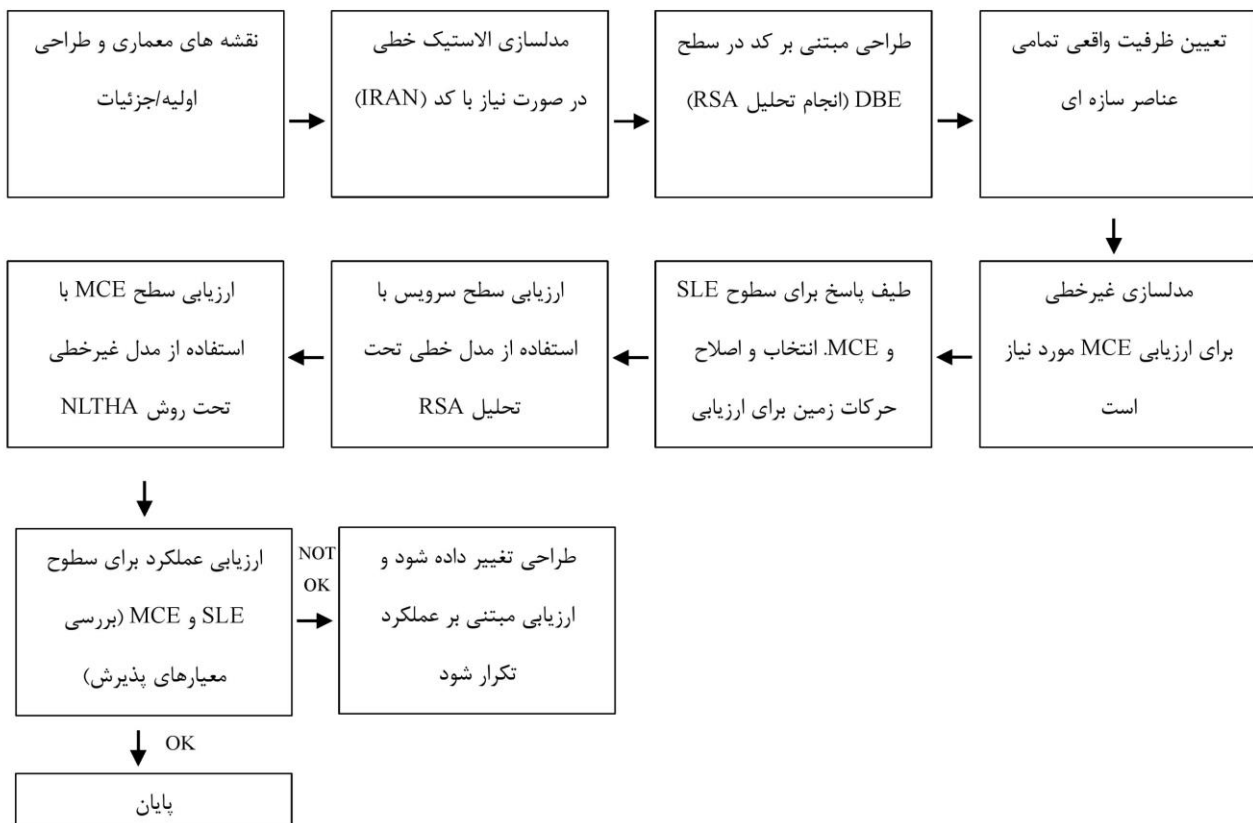 نقشه های معماری و طراحی
اولیه/جزئیات
مدلسازی الاستیک خطی
در صورت نیاز با کد (IRAN)
طراحی مبتنی بر کد در سطح
DBE (انجام تحلیل RSA)
تعیین ظرفیت واقعی تمامی
عناصر سازه ای
مدلسازی غیرخطی
برای ارزیابی MCE مورد نیاز
است
طیف پاسخ برای سطوح SLE
و MCE. انتخاب و اصلاح
حرکات زمین برای ارزیابی
ارزیابی سطح سرویس با
استفاده از مدل خطی تحت
تحلیل RSA
ارزیابی سطح MCE با
استفاده از مدل غیرخطی
تحت روش NLTHA
ارزیابی عملکرد برای سطوح
SLE و MCE (بررسی
معیارهای پذیرش)
NOT
OK
طراحی تغییر داده شود و
ارزیابی مبتنی بر عملکرد
تکرار شود
OK
پایان